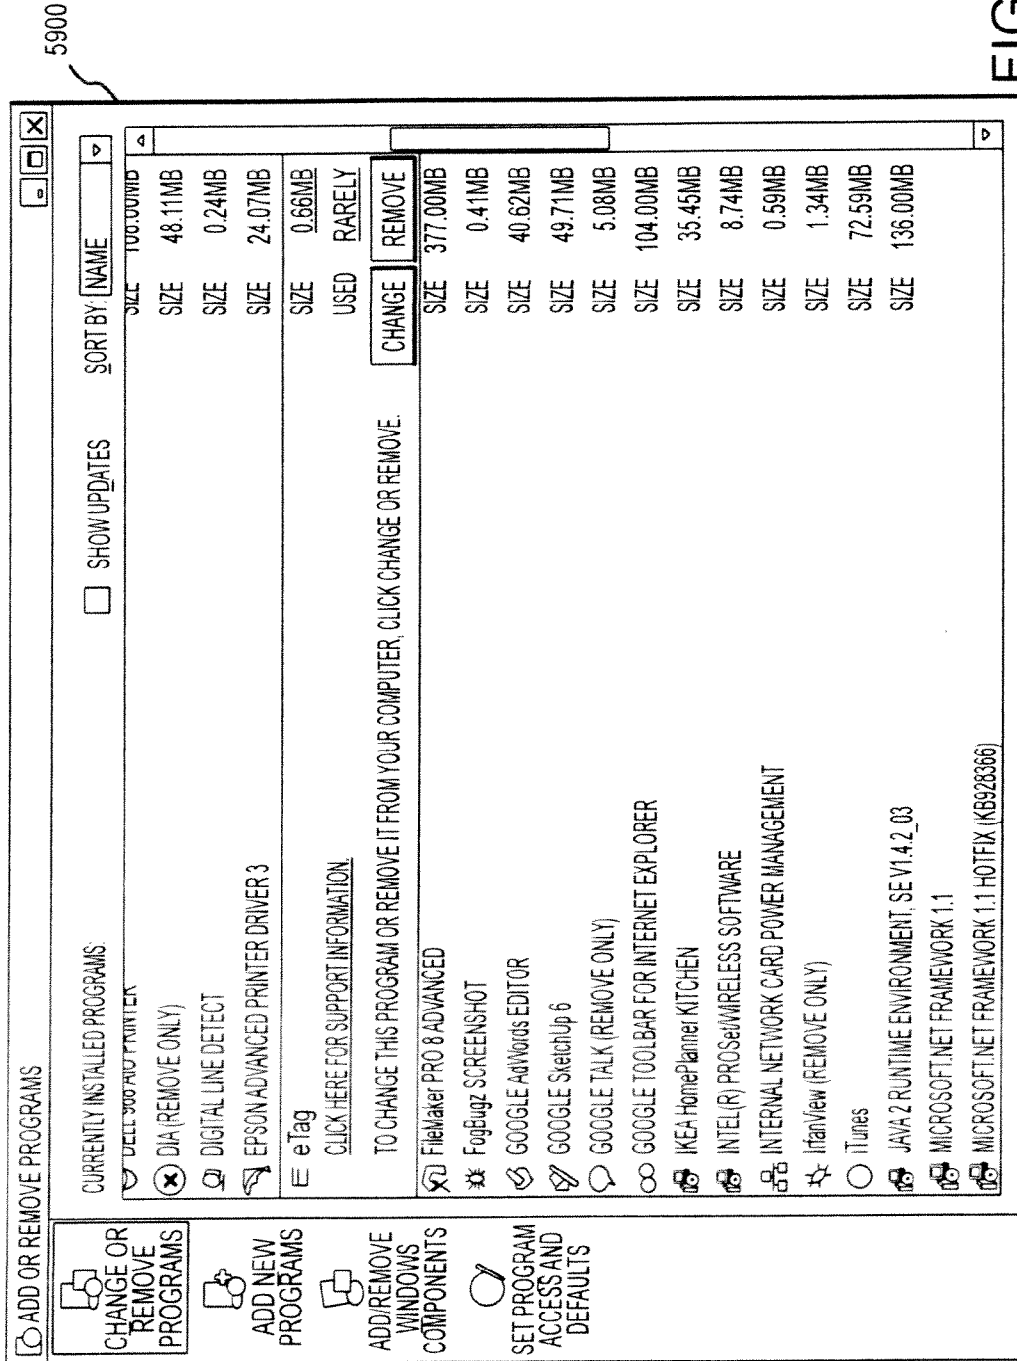 5900
ADD OR REMOVE PROGRAMS
CHANGE OR
REMOVE
PROGRAMS
ADD NEW
PROGRAMS
ADD/REMOVE
WINDOWS
COMPONENTS
SET PROGRAM
ACCESS AND
DEFAULTS
CURRENTLY INSTALLED PROGRAMS: SHOW UPDATES SORT BY: NAME
DELL AIO PRINTER SIZE
DIA (REMOVE ONLY) SIZE 48.11MB
DIGITAL LINE DETECT SIZE 0.24MB
EPSON ADVANCED PRINTER DRIVER 3 SIZE 24.07MB
E eTag SIZE 0.66MB
CLICK HERE FOR SUPPORT INFORMATION. USED RARELY
TO CHANGE THIS PROGRAM OR REMOVE IT FROM YOUR COMPUTER, CLICK CHANGE OR REMOVE. CHANGE REMOVE
FileMaker PRO 8 ADVANCED SIZE 377.00MB
FogBugz SCREENSHOT SIZE 0.41MB
GOOGLE AdWords EDITOR SIZE 40.62MB
GOOGLE SketchUp 6 SIZE 49.71MB
GOOGLE TALK (REMOVE ONLY) SIZE 5.08MB
GOOGLE TOOLBAR FOR INTERNET EXPLORER SIZE 104.00MB
IKEA HomePlanner KITCHEN SIZE 35.45MB
INTEL(R) PROSet/WIRELESS SOFTWARE SIZE 8.74MB
INTERNAL NETWORK CARD POWER MANAGEMENT SIZE 0.59MB
IrfanView (REMOVE ONLY) SIZE 1.34MB
iTunes SIZE 72.59MB
JAVA 2 RUNTIME ENVIRONMENT, SE V1.4.2_03 SIZE 136.00MB
MICROSOFT.NET FRAMEWORK 1.1
MICROSOFT.NET FRAMEWORK 1.1 HOTFIX (KB928366)
FIG